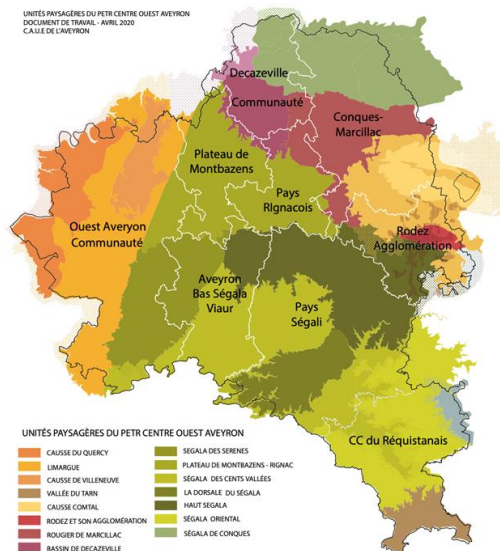 UNITÉS PAYSAGÈRES DU PETR CENTRE OUEST AVEYRON
DOCUMENT DE TRAVAIL - AVRIL 2020
C.A.U.E DE L'AVEYRON
Decazeville
Communauté
Conques-
Marcillac
Plateau de
Montbazens
Pays
RIgnacois
Ouest Averyon
Communauté
Rodez
Agglomération
Aveyron
Bas Ségala
Viaur
Pays
Ségali
CC du Réquistanais
UNITÉS PAYSAGÈRES DU PETR CENTRE OUEST AVEYRON
CAUSSE DU QUERCY
LIMARGUE
CAUSSE DE VILLENEUVE
VALLÉE DU TARN
CAUSSE COMTAL
RODEZ ET SON AGGLOMÉRATION
ROUGIER DE MARCILLAC
BASSIN DE DECAZEVILLE
SEGALA DES SERENES
PLATEAU DE MONTBAZENS - RIGNAC
SÉGALA DES CENTS VALLÉES
LA DORSALE DU SÉGALA
HAUT SEGALA
SÉGALA ORIENTAL
SÉGALA DE CONQUES